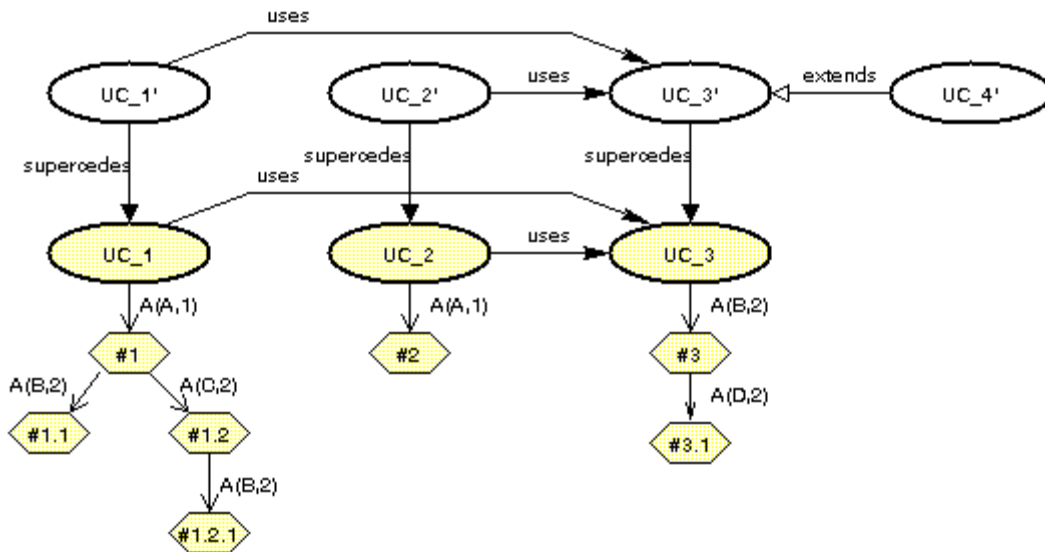 uses
UC_1'
UC_2'
uses
UC_3'
extends
UC_4'
supercedes
supercedes
supercedes
uses
UC_1
UC_2
uses
UC_3
A(A,1)
A(A,1)
A(B,2)
#1
#2
#3
A(B,2)
A(C,2)
A(D,2)
#1.1
#1.2
#3.1
A(B,2)
#1.2.1